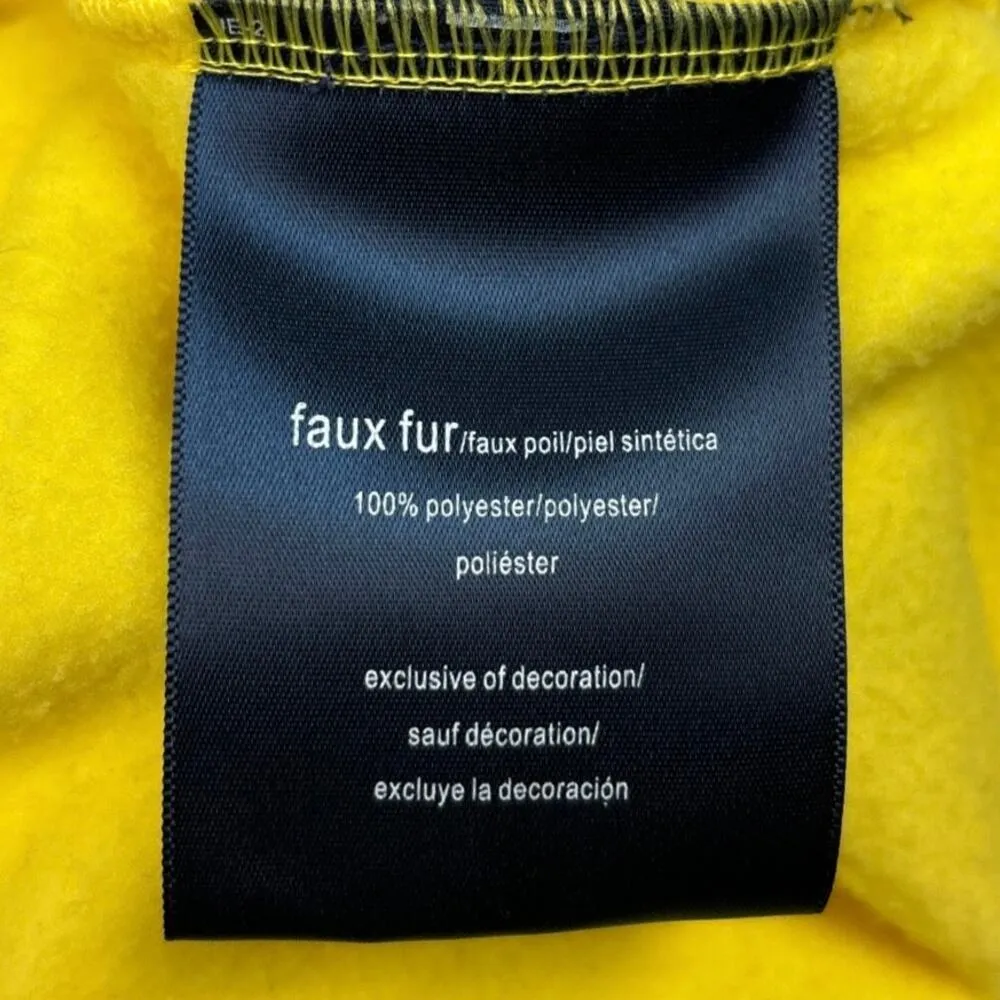 faux fur/faux poil/piel sintética
100% polyester/polyester/
poliéster
exclusive of decoration/
sauf décoration/
excluye la decoración